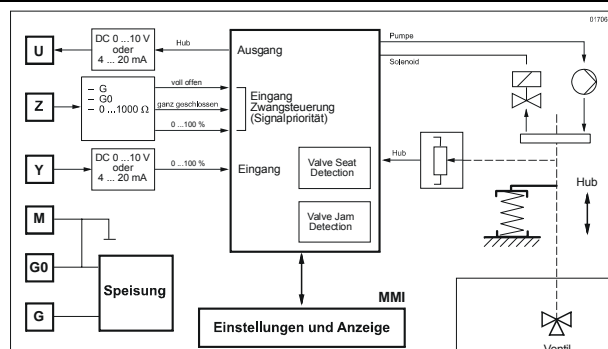 01706
U
DC 0 ...10 V
oder
4 ... 20 mA
Hub
Ausgang
Pumpe
Solenoid
Z
– G
– G0
– 0 ...1000 Ω
voll offen
ganz geschlossen
0 ...100 %
Eingang
Zwangsteuerung
(Signalpriorität)
Y
DC 0 ...10 V
oder
4 ... 20 mA
0 ...100 %
Eingang
Valve Seat
Detection
Valve Jam
Detection
Hub
Hub
M
G0
G
Speisung
MMI
Einstellungen und Anzeige
Ventil